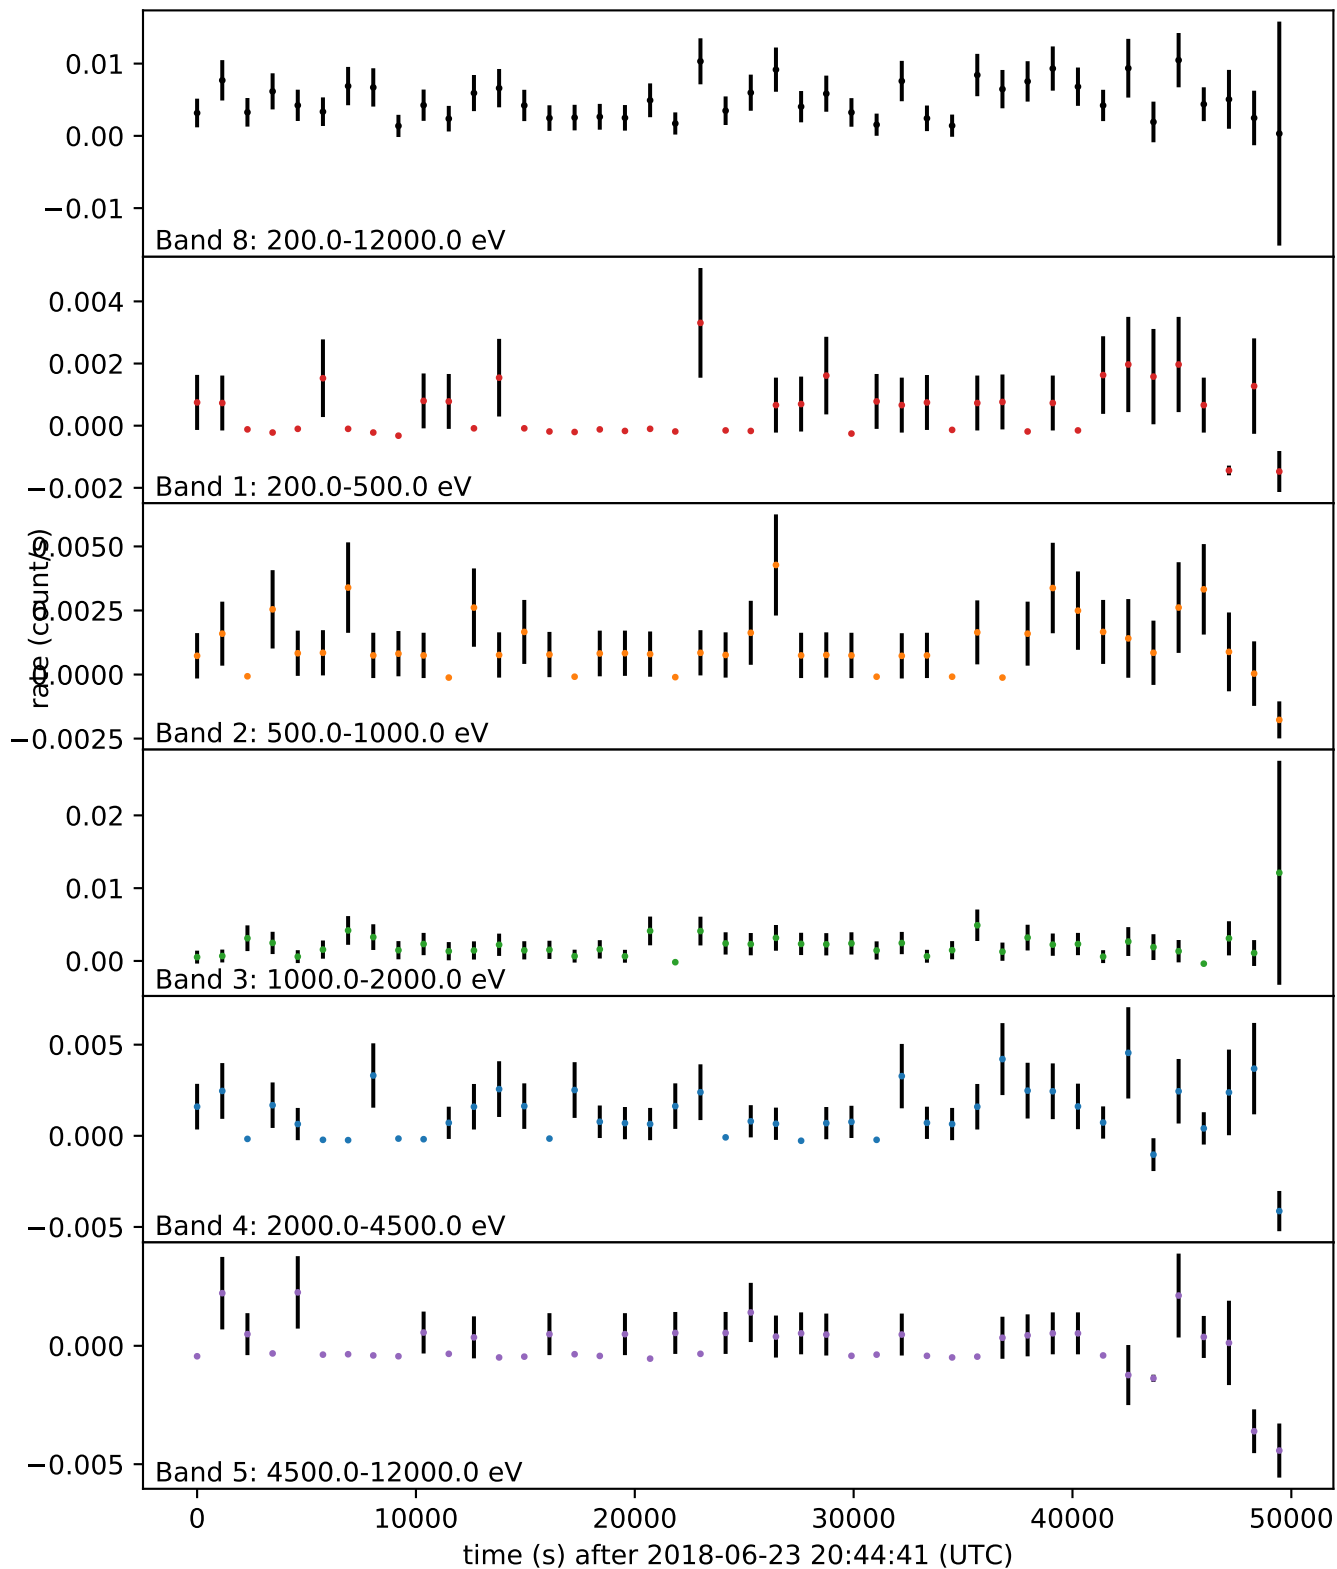 0.01
0.00
−0.01
Band 8: 200.0-12000.0 eV
0.004
0.002
0.000
−0.002
Band 1: 200.0-500.0 eV
rate (count/s)
0.0050
0.0025
0.0000
−0.0025
Band 2: 500.0-1000.0 eV
0.02
0.01
0.00
Band 3: 1000.0-2000.0 eV
0.005
0.000
−0.005
Band 4: 2000.0-4500.0 eV
0.000
−0.005
Band 5: 4500.0-12000.0 eV
0 10000 20000 30000 40000 50000
time (s) after 2018-06-23 20:44:41 (UTC)